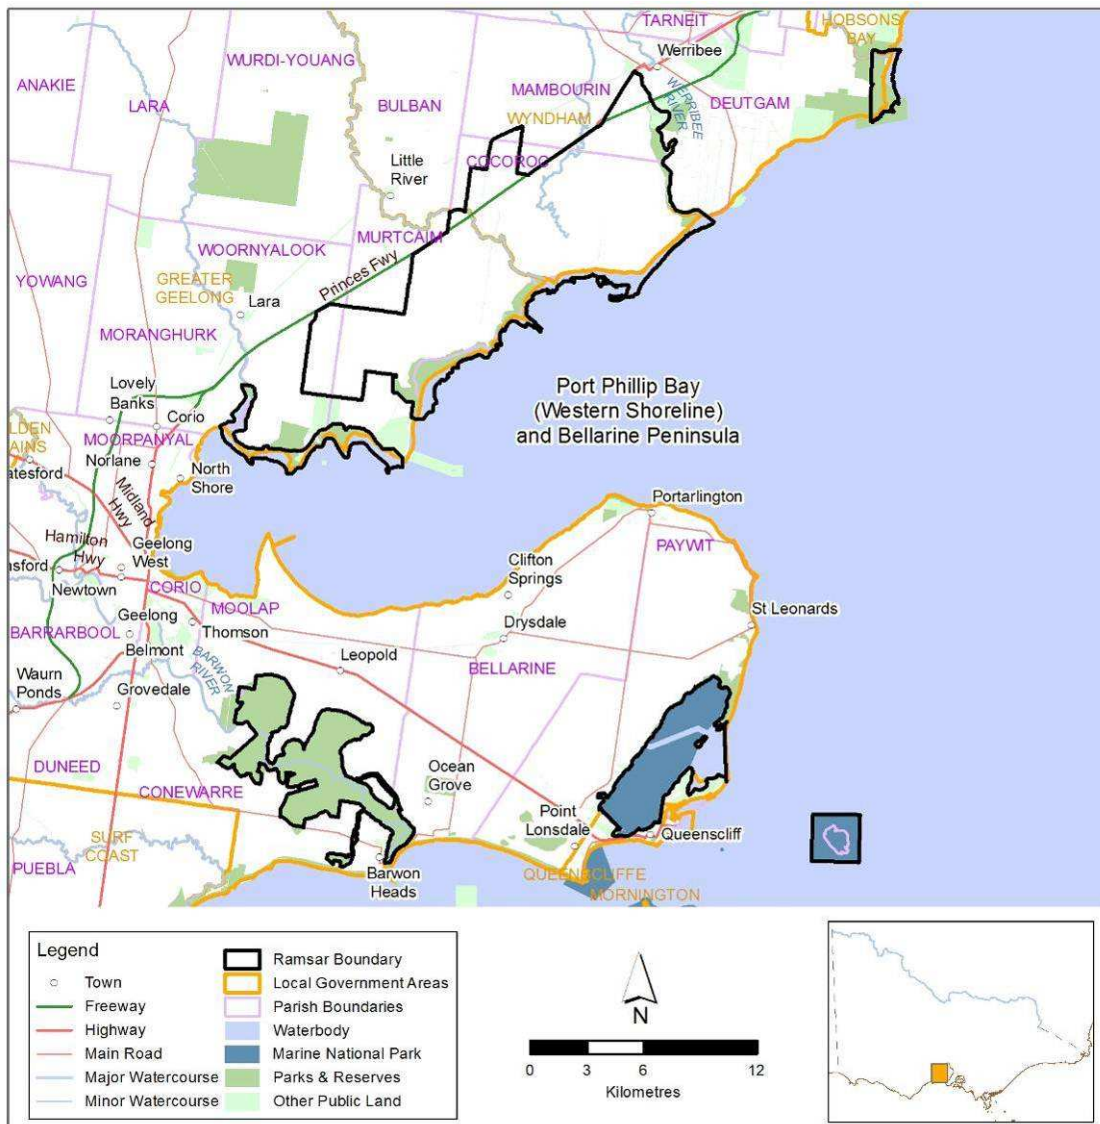 TARNEIT
HOBSONS
BAY
WURDI-YOUANG
Werribee
ANAKIE
LARA
BULBAN
MAMBOURIN
WYNDHAM
WERRIBEE
RIVER
DEUTGAM
COCOROC
Little
River
MURTCAIM
WOORNYALOOK
YOWANG
GREATER
GEELONG
Princes Fwy
Lara
MORANGHURK
Lovely
Banks
Corio
Port Phillip Bay
(Western Shoreline)
and Bellarine Peninsula
LDEN
AINS
MOORPANYAL
Norlane
atesford
North
Shore
Midland
Hwy
Portarlington
Hamilton
Hwy
Geelong
West
PAYWIT
nsford
Clifton
Springs
Newtown
CORIO
MOOLAP
St Leonards
Geelong
Thomson
Drysdale
BARRARBOOL
Belmont
BARWON
RIVER
Leopold
BELLARINE
Waurn
Ponds
Grovedale
DUNEED
CONEWARRE
Ocean
Grove
Point
Lonsdale
Queenscliff
SURF
COAST
PUEBLA
Barwon
Heads
QUEENSCLIFFE
MORNINGTON
Legend
Town
Freeway
Highway
Main Road
Major Watercourse
Minor Watercourse
Ramsar Boundary
Local Government Areas
Parish Boundaries
Waterbody
Marine National Park
Parks & Reserves
Other Public Land
N
0 3 6 12
Kilometres